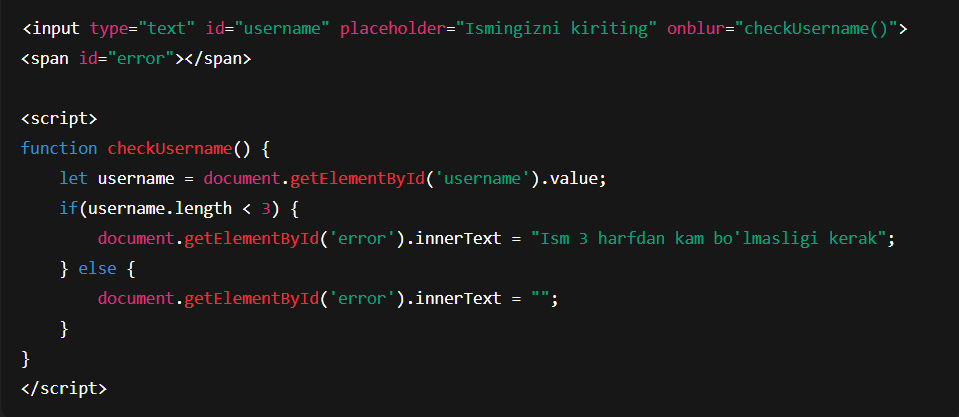 <input type="text" id="username" placeholder="Ismingizni kiriting" onblur="checkUsername()">
<span id="error"></span>

<script>
function checkUsername() {
    let username = document.getElementById('username').value;
    if(username.length < 3) {
        document.getElementById('error').innerText = "Ism 3 harfdan kam bo'lmasligi kerak";
    } else {
        document.getElementById('error').innerText = "";
    }
}
</script>